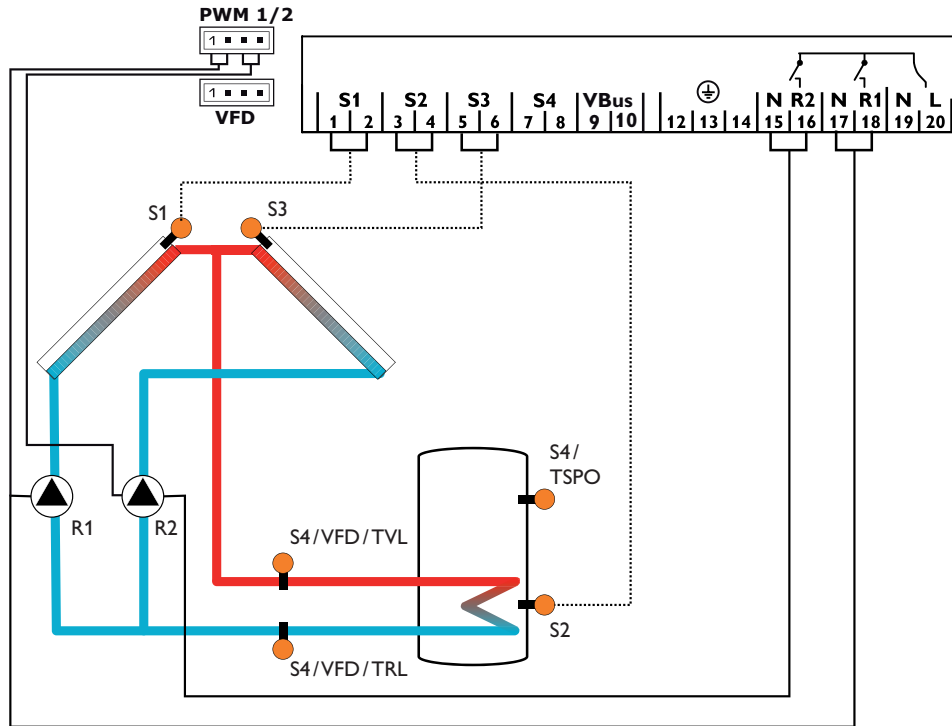 PWM 1/2
1
VFD
S1 S2 S3 S4 VBus N R2 N R1 N L
1 2 3 4 5 6 7 8 9 10 12 13 14 15 16 17 18 19 20
1
S1
S3
S4/
TSPO
R1
R2
S4/VFD/TVL
S2
S4/VFD/TRL